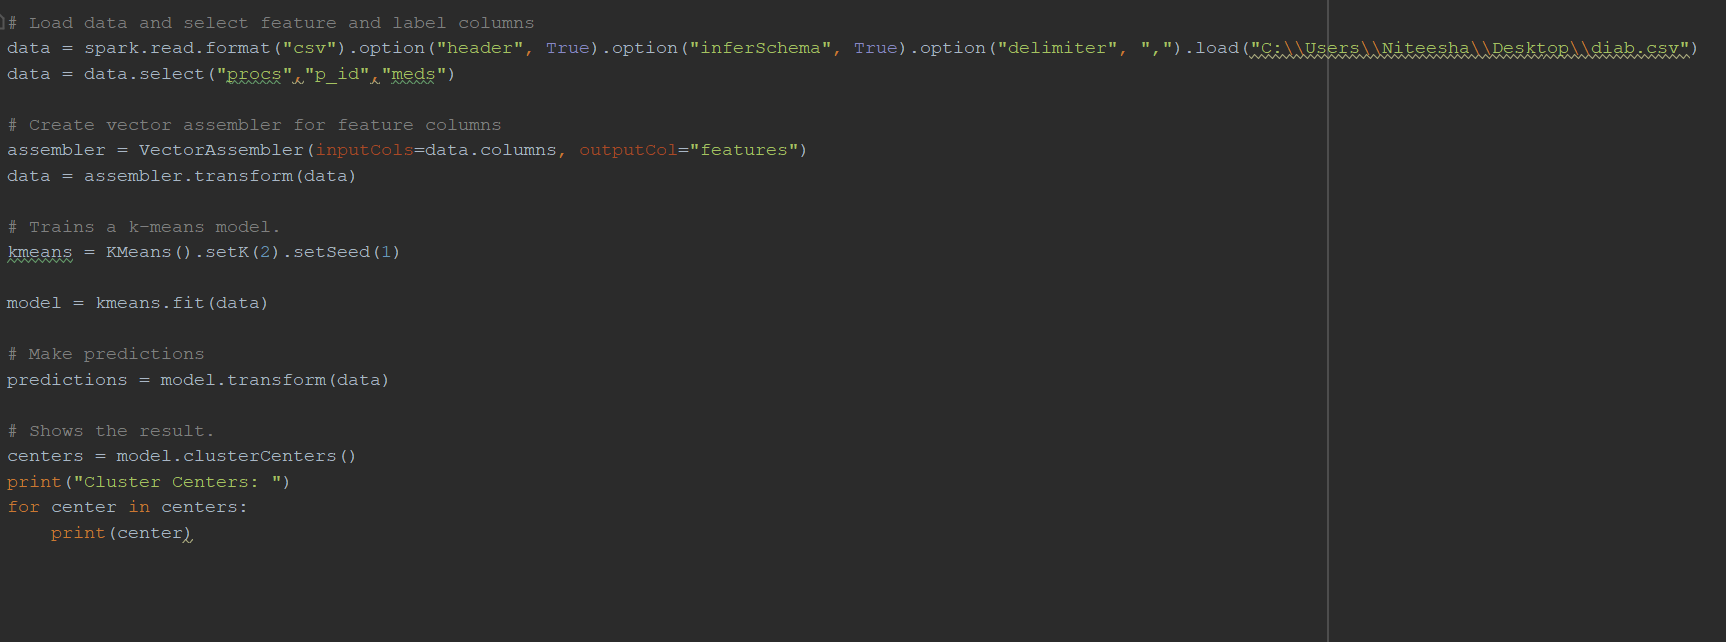 # Load data and select feature and label columns
data = spark.read.format("csv").option("header", True).option("inferSchema", True).option("delimiter", ",").load("C:\\Users\\Niteesha\\Desktop\\diab.csv")
data = data.select("procs","p_id","meds")
# Create vector assembler for feature columns
assembler = VectorAssembler(inputCols=data.columns, outputCol="features")
data = assembler.transform(data)
# Trains a k-means model.
kmeans = KMeans().setK(2).setSeed(1)
model = kmeans.fit(data)
# Make predictions
predictions = model.transform(data)
# Shows the result.
centers = model.clusterCenters()
print("Cluster Centers: ")
for center in centers:
    print(center)